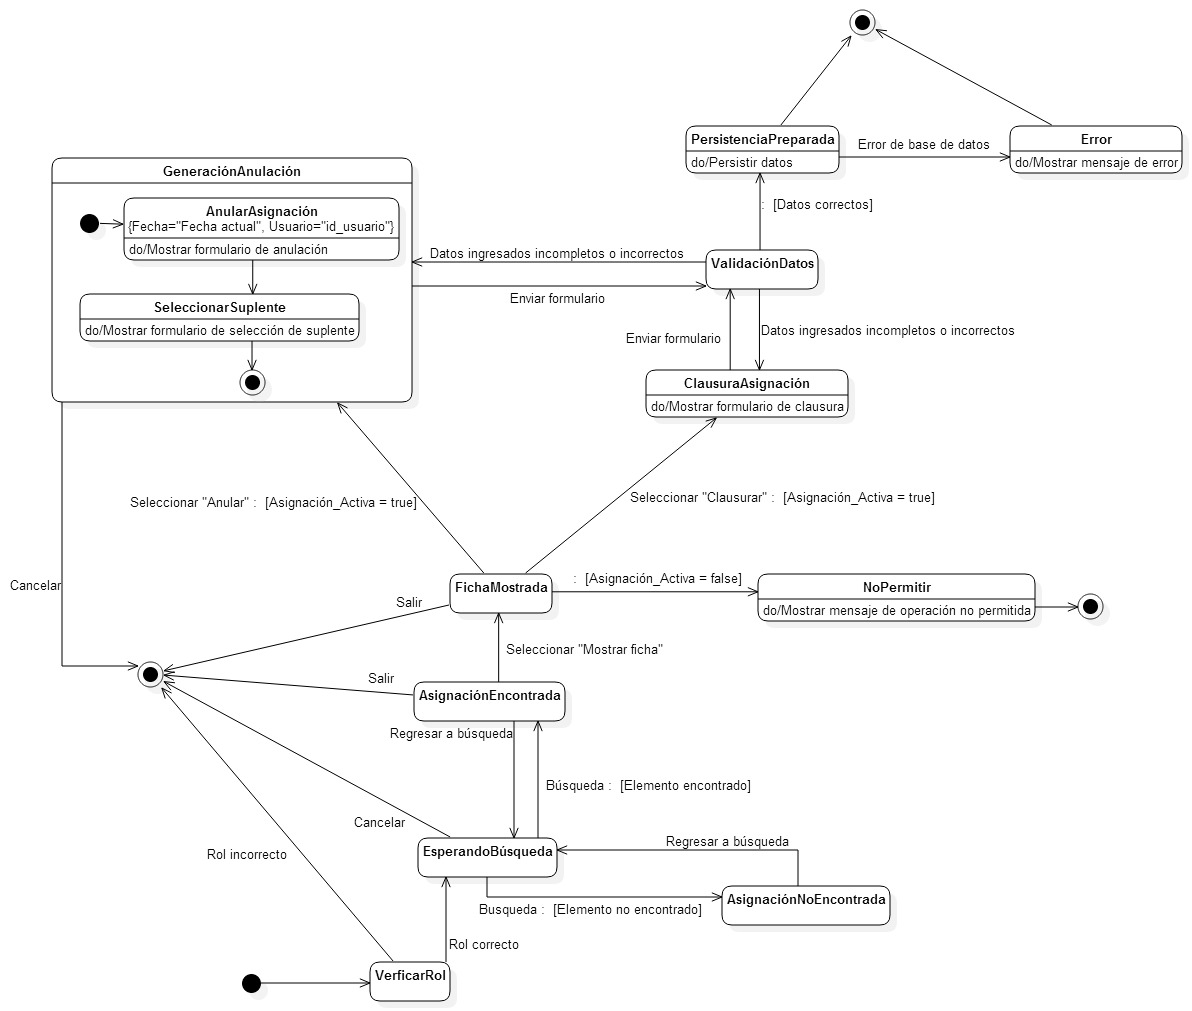 PersistenciaPreparada
do/Persistir datos
Error de base de datos
Error
do/Mostrar mensaje de error
GeneraciónAnulación
AnularAsignación
{Fecha="Fecha actual", Usuario="id_usuario"}
do/Mostrar formulario de anulación
: [Datos correctos]
Datos ingresados incompletos o incorrectos
ValidaciónDatos
Enviar formulario
SeleccionarSuplente
do/Mostrar formulario de selección de suplente
Enviar formulario
Datos ingresados incompletos o incorrectos
ClausuraAsignación
do/Mostrar formulario de clausura
Seleccionar "Anular" : [Asignación_Activa = true]
Seleccionar "Clausurar" : [Asignación_Activa = true]
Cancelar
FichaMostrada
: [Asignación_Activa = false]
NoPermitir
do/Mostrar mensaje de operación no permitida
Salir
Seleccionar "Mostrar ficha"
Salir
AsignaciónEncontrada
Regresar a búsqueda
Búsqueda : [Elemento encontrado]
Cancelar
Rol incorrecto
EsperandoBúsqueda
Regresar a búsqueda
AsignaciónNoEncontrada
Busqueda : [Elemento no encontrado]
Rol correcto
VerficarRol